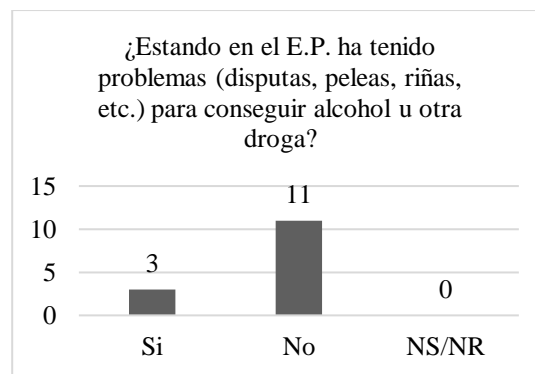 ¿Estando en el E.P. ha tenido
problemas (disputas, peleas, riñas,
etc.) para conseguir alcohol u otra
droga?
15
10
5
0
3
11
0
Si
No
NS/NR